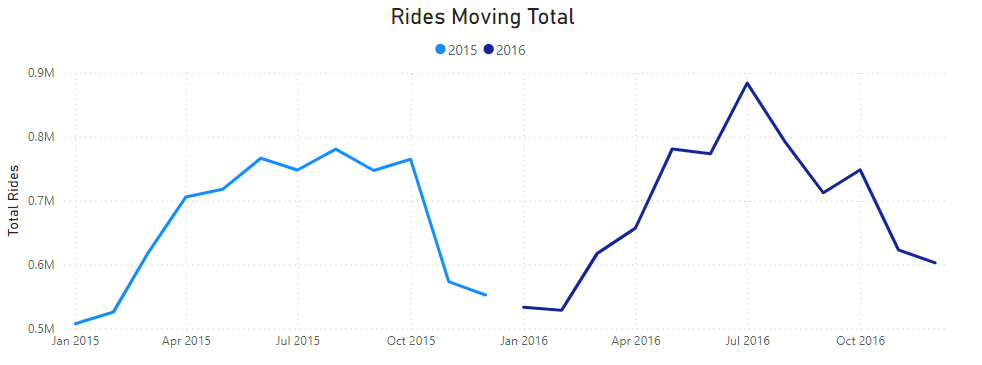 Rides Moving Total
2015 2016
0.9M
0.8M
0.7M
0.6M
0.5M
Total Rides
Jan 2015 Apr 2015 Jul 2015 Oct 2015 Jan 2016 Apr 2016 Jul 2016 Oct 2016